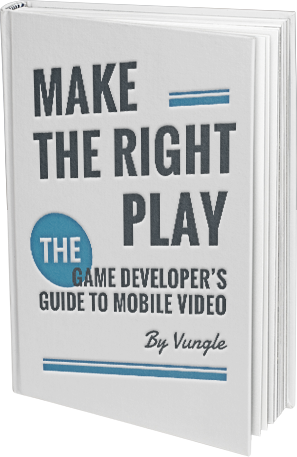 MAKE
THE RIGHT
PLAY
THE
GAME DEVELOPER'S
GUIDE TO MOBILE VIDEO
By Vungle